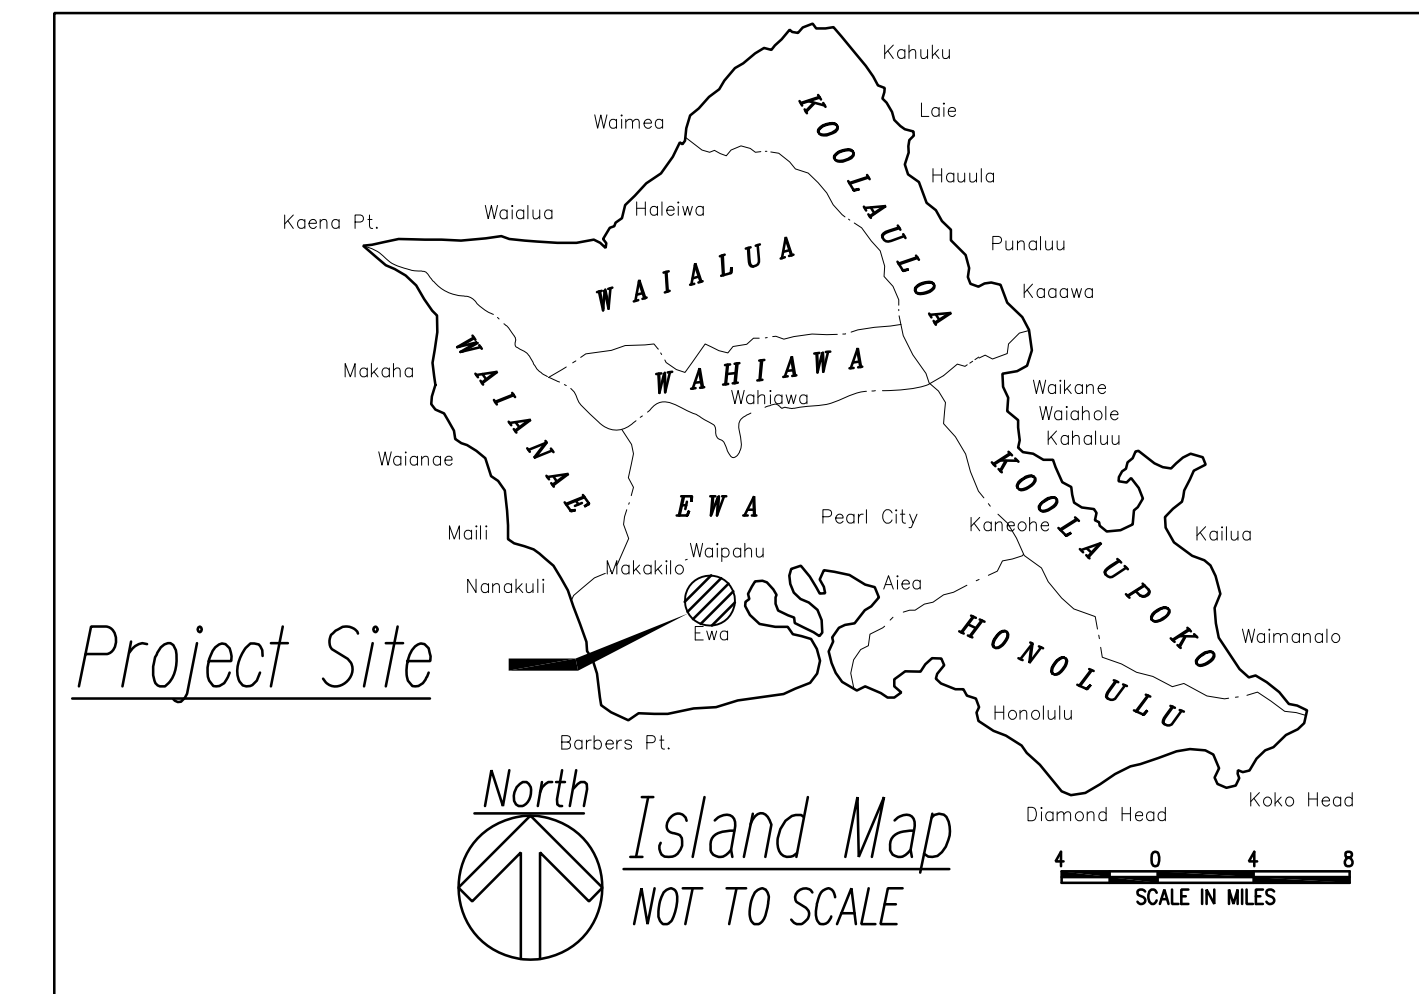 Kahuku
KOOLAULOA
Laie
Waimea
Hauula
Haleiwa
Waialua
Kaena Pt.
Punaluu
WAIALUA
Kaaawa
WAIANAE
WAHIAWA
Makaha
Wahiawa
Waikane
Waiahole
Kahaluu
Waianae
KOOLAUPOKO
EWA
Pearl City
Kaneohe
Maili
Kailua
Waipahu
Makakilo
Nanakuli
Aiea
Ewa
HONOLULU
Waimanalo
Project Site
Honolulu
Barbers Pt.
North
Island Map
NOT TO SCALE
Koko Head
Diamond Head
4 0 4 8
SCALE IN MILES